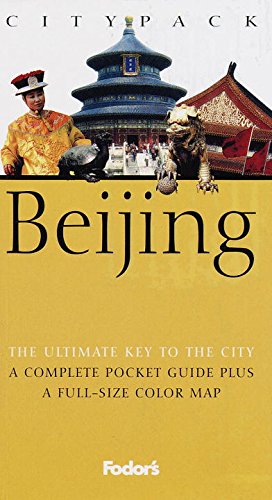 CITYPACK
Beijing
THE ULTIMATE KEY TO THE CITY
A COMPLETE POCKET GUIDE PLUS
A FULL-SIZE COLOR MAP
Fodor's